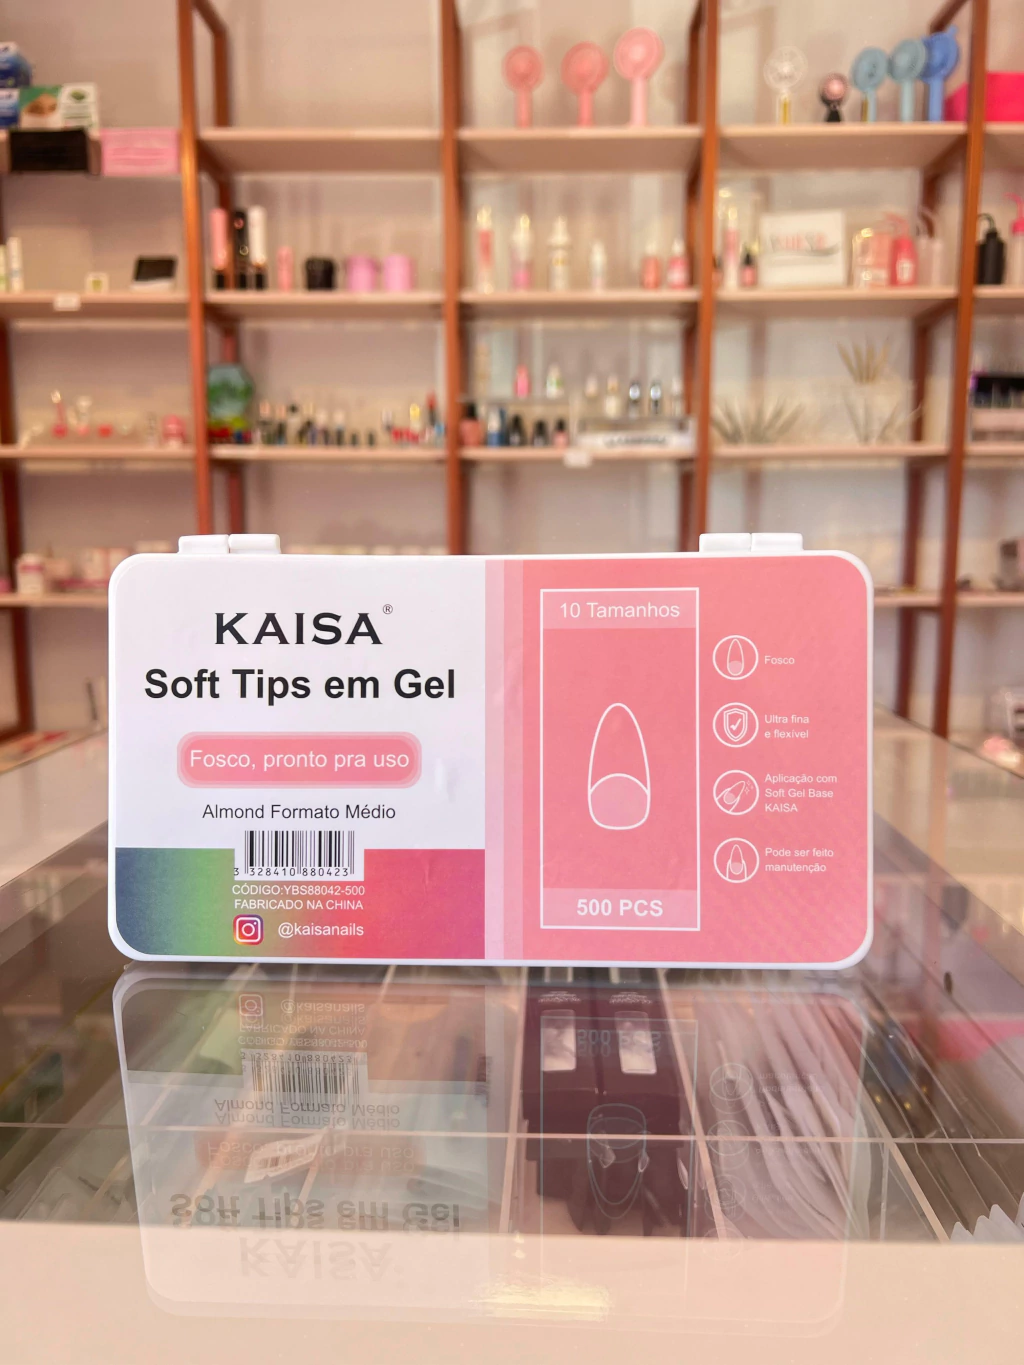 KAISA®
Soft Tips em Gel
Fosco, pronto pra uso
Almond Formato Médio
3 328410 880423
CÓDIGO:YBS88042-500
FABRICADO NA CHINA
@kaisanails
10 Tamanhos
500 PCS
Fosco
Ultra fina
e flexível
Aplicação com
Soft Gel Base
KAISA
Pode ser feito
manutenção